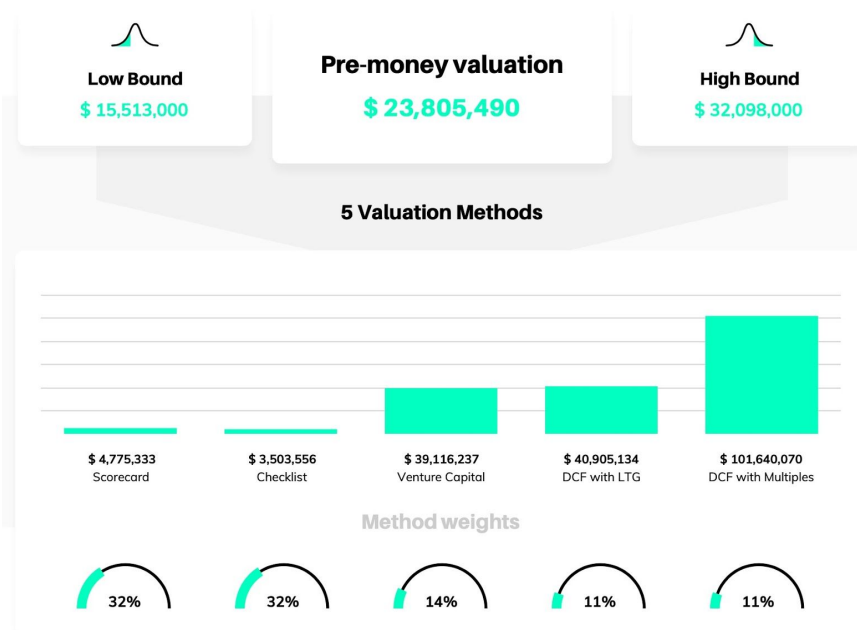 Low Bound
$ 15,513,000
Pre-money valuation
$ 23,805,490
High Bound
$ 32,098,000
5 Valuation Methods
$ 4,775,333
Scorecard
$ 3,503,556
Checklist
$ 39,116,237
Venture Capital
$ 40,905,134
DCF with LTG
$ 101,640,070
DCF with Multiples
Method weights
32%
32%
14%
11%
11%